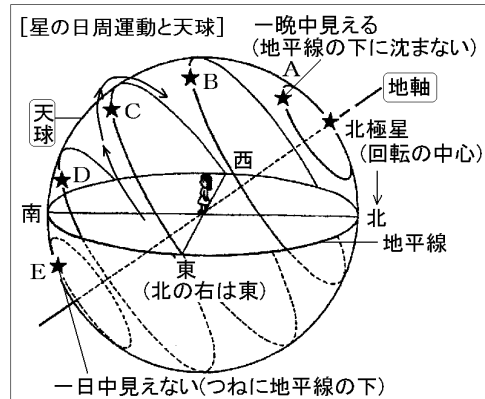 [星の日周運動と天球]
一晩中見える
(地平線の下に沈まない)
A
B
C
D
E
天球
地軸
北極星
(回転の中心)
西
南
北
東
(北の右は東)
地平線
一日中見えない(つねに地平線の下)